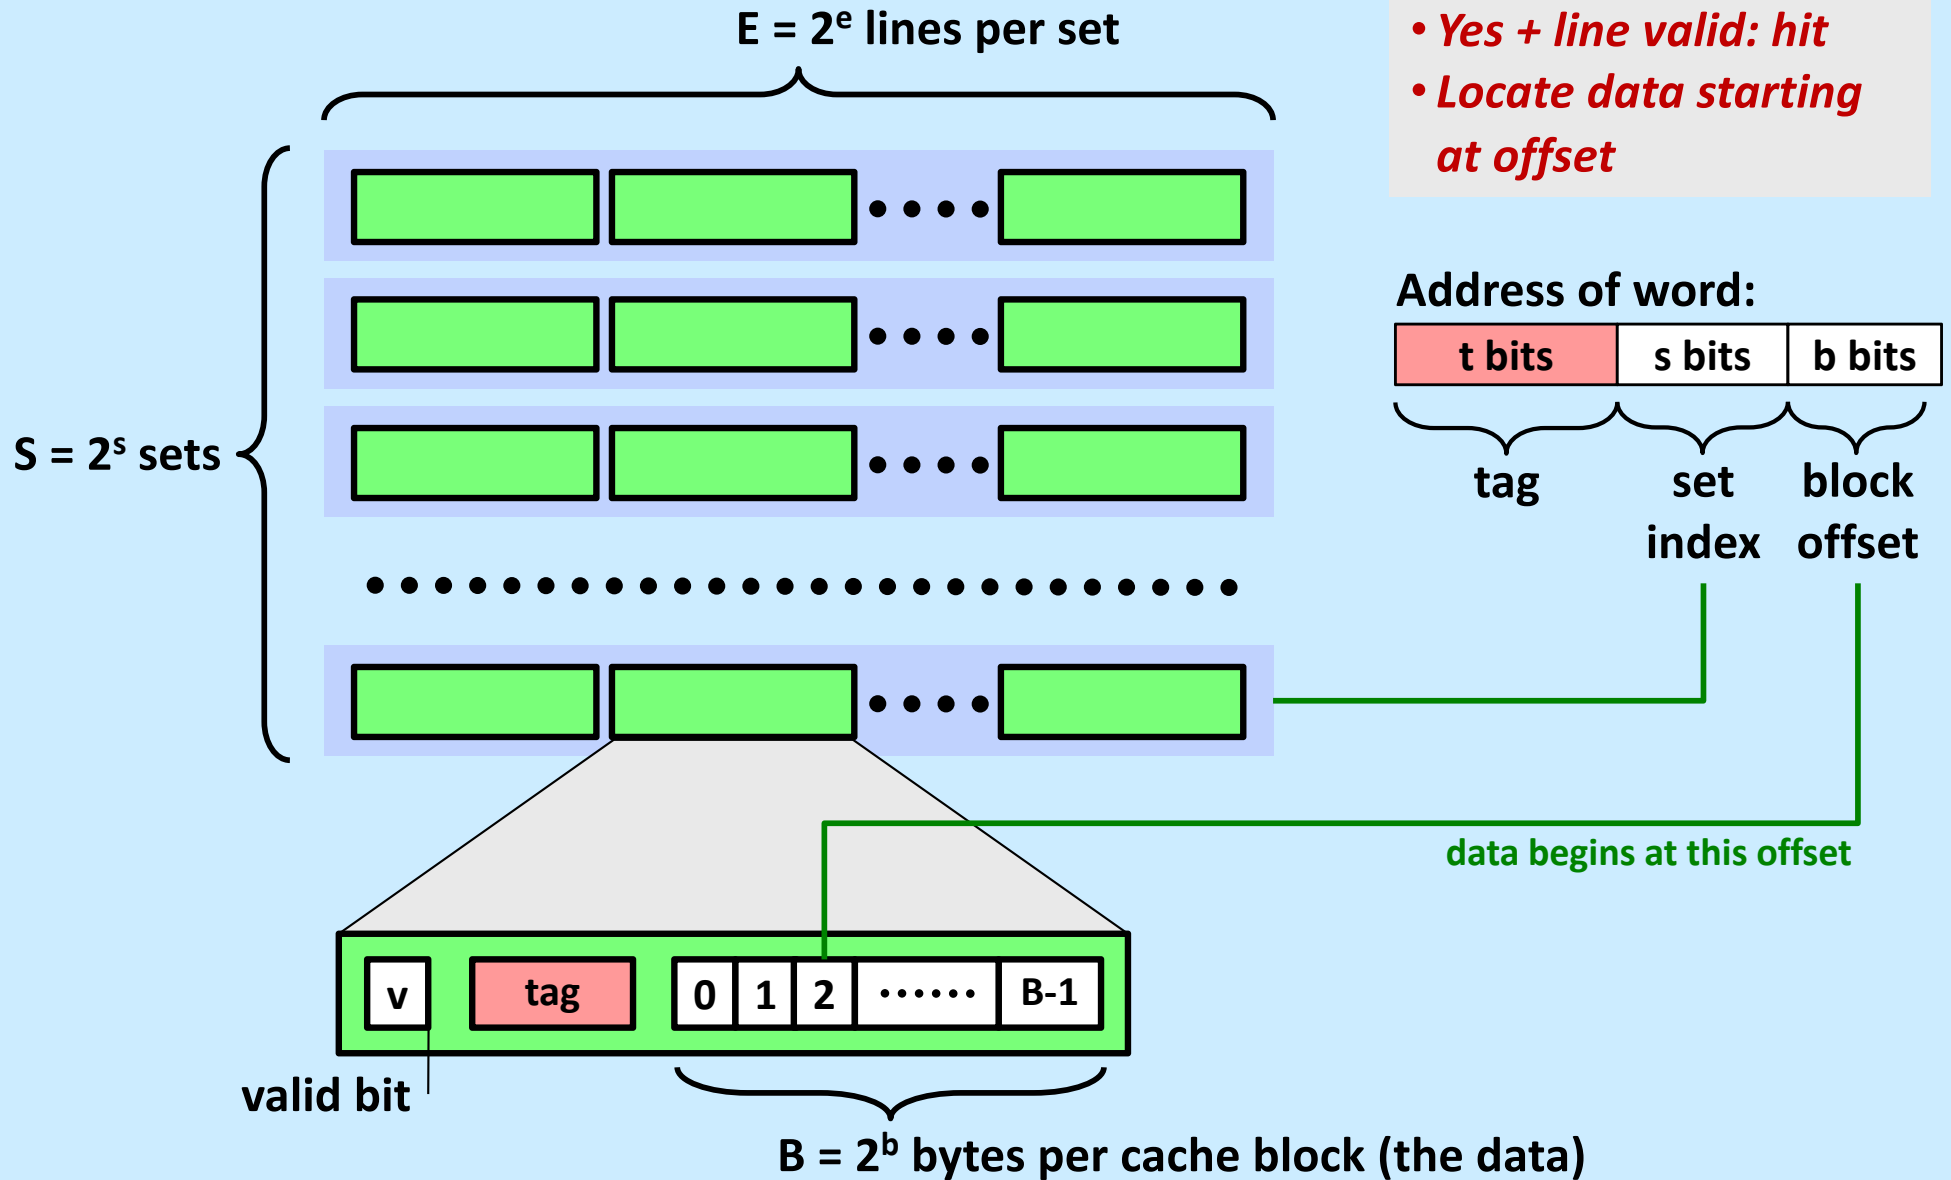 E = 2ᵉ lines per set
• Yes + line valid: hit
• Locate data starting
at offset
Address of word:
t bits s bits b bits
tag set block
index offset
S = 2ˢ sets
data begins at this offset
v tag 0 1 2 •••••• B-1
valid bit
B = 2ᵇ bytes per cache block (the data)